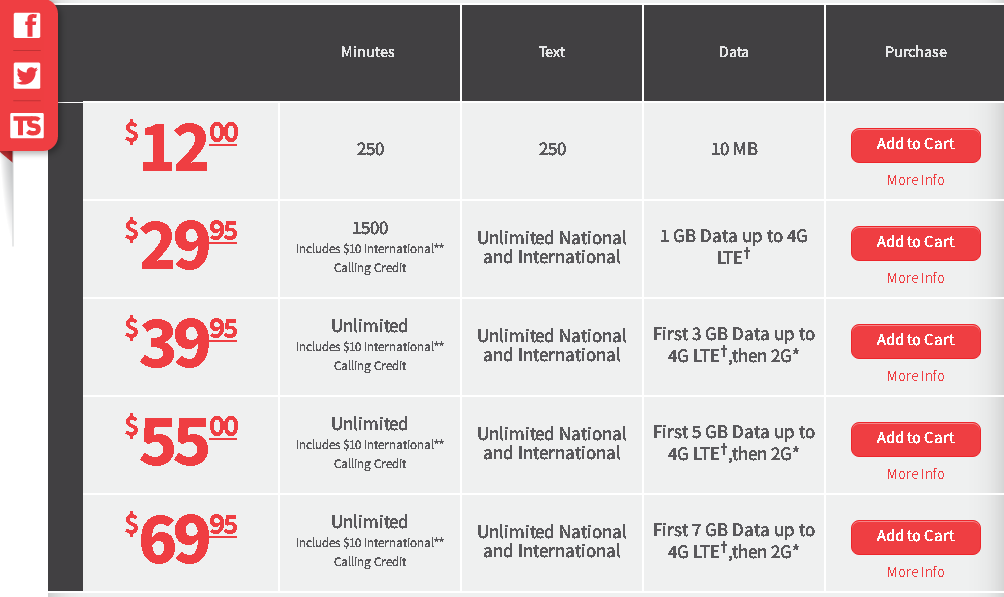 f
TS
Minutes
Text
Data
Purchase
$1200
250
250
10 MB
Add to Cart
More Info
$29.95
1500
Includes $10 International**
Calling Credit
Unlimited National
and International
1 GB Data up to 4G
LTE†
Add to Cart
More Info
$39.95
Unlimited
Includes $10 International**
Calling Credit
Unlimited National
and International
First 3 GB Data up to
4G LTE†,then 2G*
Add to Cart
More Info
$5500
Unlimited
Includes $10 International**
Calling Credit
Unlimited National
and International
First 5 GB Data up to
4G LTE†,then 2G*
Add to Cart
More Info
$69.95
Unlimited
Includes $10 International**
Calling Credit
Unlimited National
and International
First 7 GB Data up to
4G LTE†,then 2G*
Add to Cart
More Info